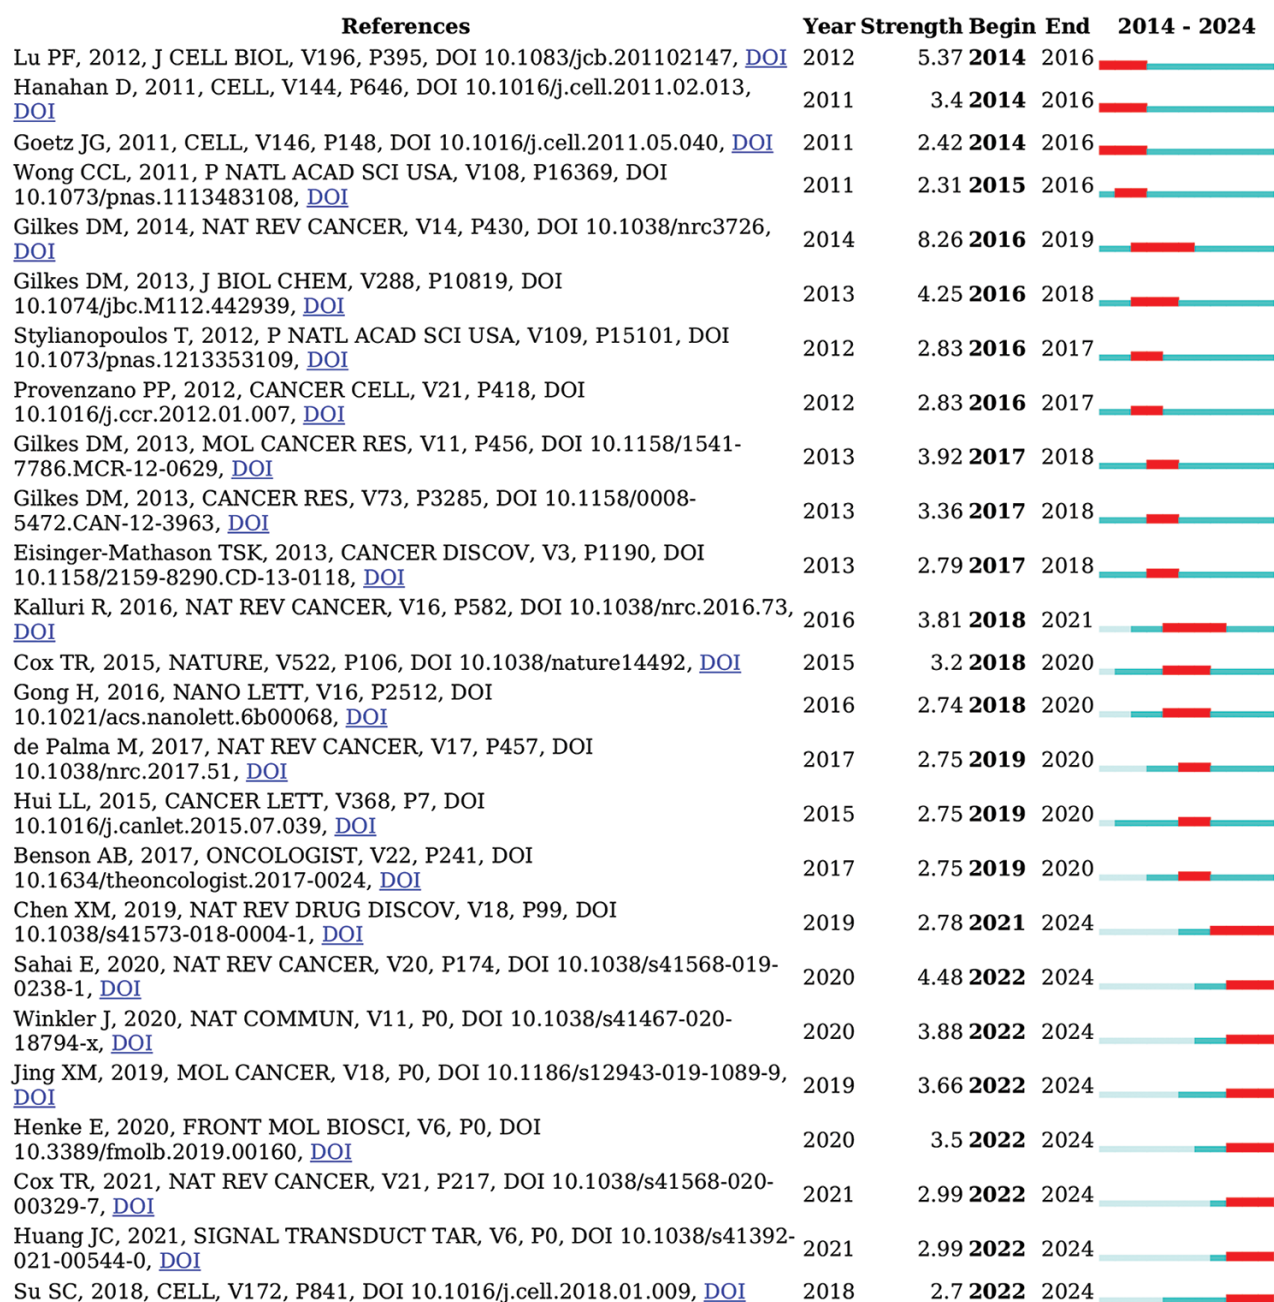 References Year Strength Begin End 2014 - 2024
Lu PF, 2012, J CELL BIOL, V196, P395, DOI 10.1083/jcb.201102147, DOI 2012 5.37 2014 2016
Hanahan D, 2011, CELL, V144, P646, DOI 10.1016/j.cell.2011.02.013,
DOI 2011 3.4 2014 2016
Goetz JG, 2011, CELL, V146, P148, DOI 10.1016/j.cell.2011.05.040, DOI 2011 2.42 2014 2016
Wong CCL, 2011, P NATL ACAD SCI USA, V108, P16369, DOI
10.1073/pnas.1113483108, DOI 2011 2.31 2015 2016
Gilkes DM, 2014, NAT REV CANCER, V14, P430, DOI 10.1038/nrc3726,
DOI 2014 8.26 2016 2019
Gilkes DM, 2013, J BIOL CHEM, V288, P10819, DOI
10.1074/jbc.M112.442939, DOI 2013 4.25 2016 2018
Stylianopoulos T, 2012, P NATL ACAD SCI USA, V109, P15101, DOI
10.1073/pnas.1213353109, DOI 2012 2.83 2016 2017
Provenzano PP, 2012, CANCER CELL, V21, P418, DOI
10.1016/j.ccr.2012.01.007, DOI 2012 2.83 2016 2017
Gilkes DM, 2013, MOL CANCER RES, V11, P456, DOI 10.1158/1541-
7786.MCR-12-0629, DOI 2013 3.92 2017 2018
Gilkes DM, 2013, CANCER RES, V73, P3285, DOI 10.1158/0008-
5472.CAN-12-3963, DOI 2013 3.36 2017 2018
Eisinger-Mathason TSK, 2013, CANCER DISCOV, V3, P1190, DOI
10.1158/2159-8290.CD-13-0118, DOI 2013 2.79 2017 2018
Kalluri R, 2016, NAT REV CANCER, V16, P582, DOI 10.1038/nrc.2016.73,
DOI 2016 3.81 2018 2021
Cox TR, 2015, NATURE, V522, P106, DOI 10.1038/nature14492, DOI 2015 3.2 2018 2020
Gong H, 2016, NANO LETT, V16, P2512, DOI
10.1021/acs.nanolett.6b00068, DOI 2016 2.74 2018 2020
de Palma M, 2017, NAT REV CANCER, V17, P457, DOI
10.1038/nrc.2017.51, DOI 2017 2.75 2019 2020
Hui LL, 2015, CANCER LETT, V368, P7, DOI
10.1016/j.canlet.2015.07.039, DOI 2015 2.75 2019 2020
Benson AB, 2017, ONCOLOGIST, V22, P241, DOI
10.1634/theoncologist.2017-0024, DOI 2017 2.75 2019 2020
Chen XM, 2019, NAT REV DRUG DISCOV, V18, P99, DOI
10.1038/s41573-018-0004-1, DOI 2019 2.78 2021 2024
Sahai E, 2020, NAT REV CANCER, V20, P174, DOI 10.1038/s41568-019-
0238-1, DOI 2020 4.48 2022 2024
Winkler J, 2020, NAT COMMUN, V11, P0, DOI 10.1038/s41467-020-
18794-x, DOI 2020 3.88 2022 2024
Jing XM, 2019, MOL CANCER, V18, P0, DOI 10.1186/s12943-019-1089-9,
DOI 2019 3.66 2022 2024
Henke E, 2020, FRONT MOL BIOSCI, V6, P0, DOI
10.3389/fmolb.2019.00160, DOI 2020 3.5 2022 2024
Cox TR, 2021, NAT REV CANCER, V21, P217, DOI 10.1038/s41568-020-
00329-7, DOI 2021 2.99 2022 2024
Huang JC, 2021, SIGNAL TRANSDUCT TAR, V6, P0, DOI 10.1038/s41392-
021-00544-0, DOI 2021 2.99 2022 2024
Su SC, 2018, CELL, V172, P841, DOI 10.1016/j.cell.2018.01.009, DOI 2018 2.7 2022 2024